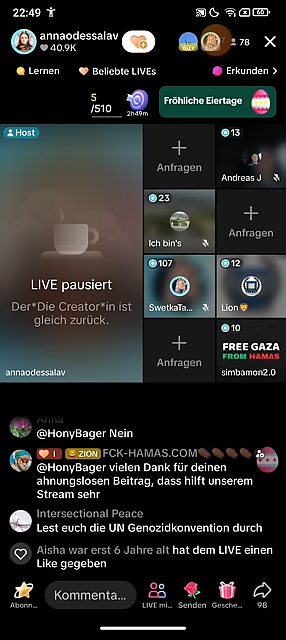 22:49
60
annaodessalav
40.9K
60+
60+
78
Lernen
Beliebte LIVEs
Erkunden
5
/510
2h49m
Fröhliche Eiertage
Host
13
Anfragen
Andreas J
23
Ich bin's
Anfragen
LIVE pausiert
Der*Die Creator*in ist
gleich zurück.
107
SwetkaTa...
12
Lion🦁
Anfragen
10
FREE GAZA
FROM HAMAS
simbamon2.0
annaodessalav
Anna
@HonyBager Nein
I ZION FCK-HAMAS.COM
@HonyBager vielen Dank für deinen
ahnungslosen Beitrag, dass hilft unserem
Stream sehr
Intersectional Peace
Lest euch die UN Genozidkonvention durch
Aisha war erst 6 Jahre alt hat dem LIVE einen
Like gegeben
Abonn...
Kommenta...
LIVE mi...
Senden
Gesche...
98